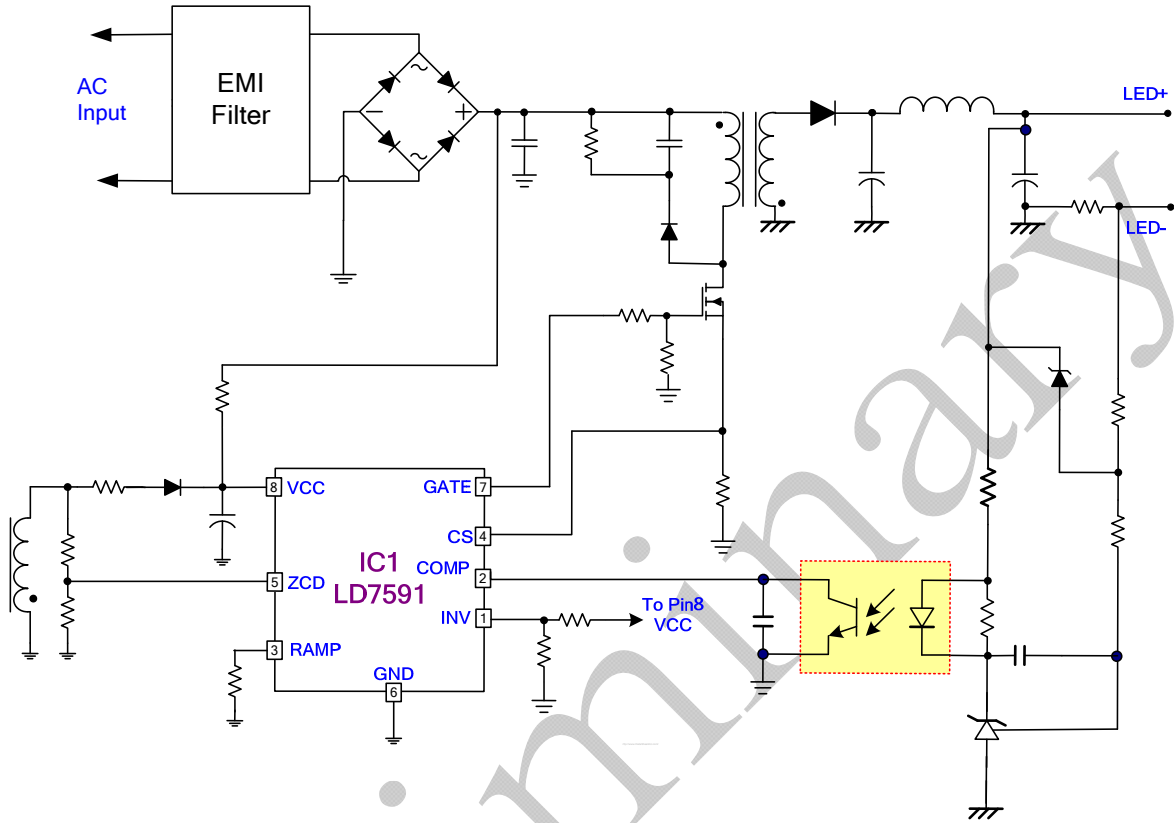 AC
Input
EMI
Filter
LED+
LED-
8 VCC
GATE 7
CS 4
IC1
LD7591
COMP 2
5 ZCD
INV 1
To Pin8
VCC
3 RAMP
GND
6
iminary